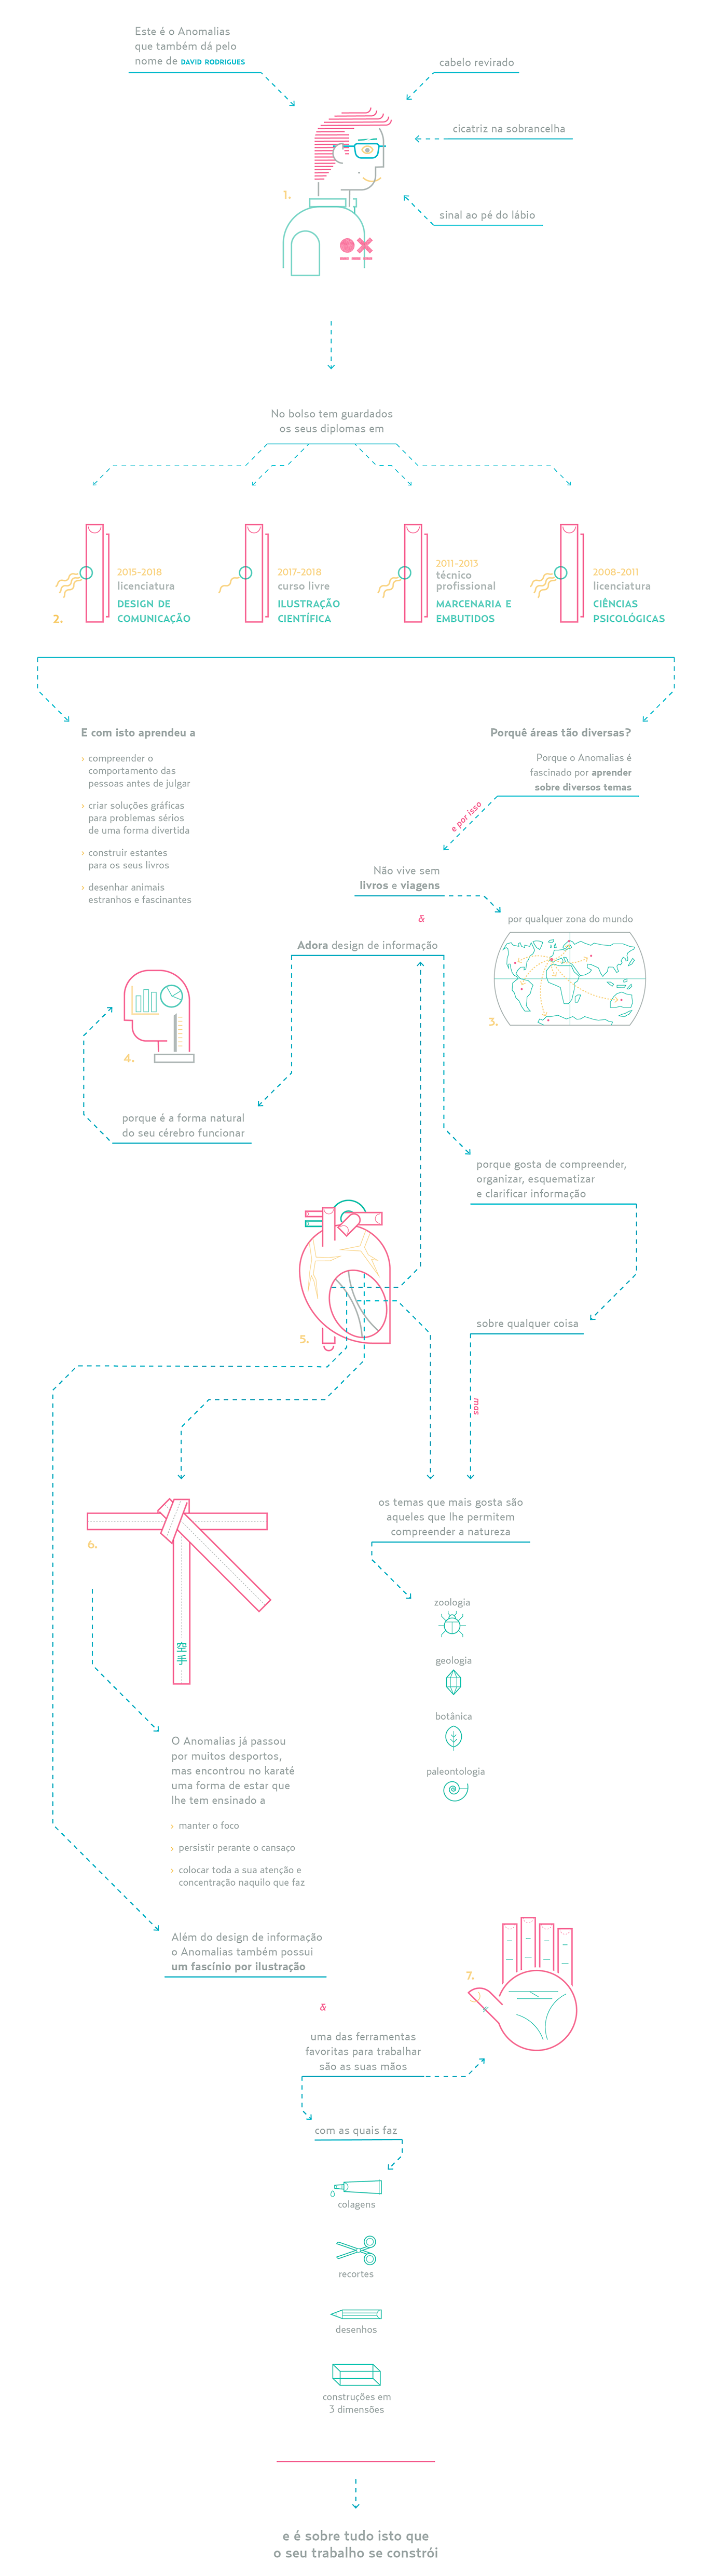 Este é o Anomalias
que também dá pelo
nome de DAVID RODRIGUES
cabelo revirado
cicatriz na sobrancelha
sinal ao pé do lábio
1.
No bolso tem guardados
os seus diplomas em
2015-2018
licenciatura
DESIGN DE
COMUNICAÇÃO
2017-2018
curso livre
ILUSTRAÇÃO
CIENTÍFICA
2011-2013
técnico
profissional
MARCENARIA E
EMBUTIDOS
2008-2011
licenciatura
CIÊNCIAS
PSICOLÓGICAS
2.
E com isto aprendeu a
› compreender o
comportamento das
pessoas antes de julgar
› criar soluções gráficas
para problemas sérios
de uma forma divertida
› construir estantes
para os seus livros
› desenhar animais
estranhos e fascinantes
Porquê áreas tão diversas?
Porque o Anomalias é
fascinado por aprender
sobre diversos temas
e por isso
Não vive sem
livros e viagens
por qualquer zona do mundo
3.
&
Adora design de informação
4.
porque é a forma natural
do seu cérebro funcionar
porque gosta de compreender,
organizar, esquematizar
e clarificar informação
5.
sobre qualquer coisa
mas
os temas que mais gosta são
aqueles que lhe permitem
compreender a natureza
zoologia
geologia
botânica
paleontologia
6.
空
手
O Anomalias já passou
por muitos desportos,
mas encontrou no karaté
uma forma de estar que
lhe tem ensinado a
› manter o foco
› persistir perante o cansaço
› colocar toda a sua atenção e
concentração naquilo que faz
Além do design de informação
o Anomalias também possui
um fascínio por ilustração
7.
&
uma das ferramentas
favoritas para trabalhar
são as suas mãos
com as quais faz
colagens
recortes
desenhos
construções em
3 dimensões
e é sobre tudo isto que
o seu trabalho se constrói